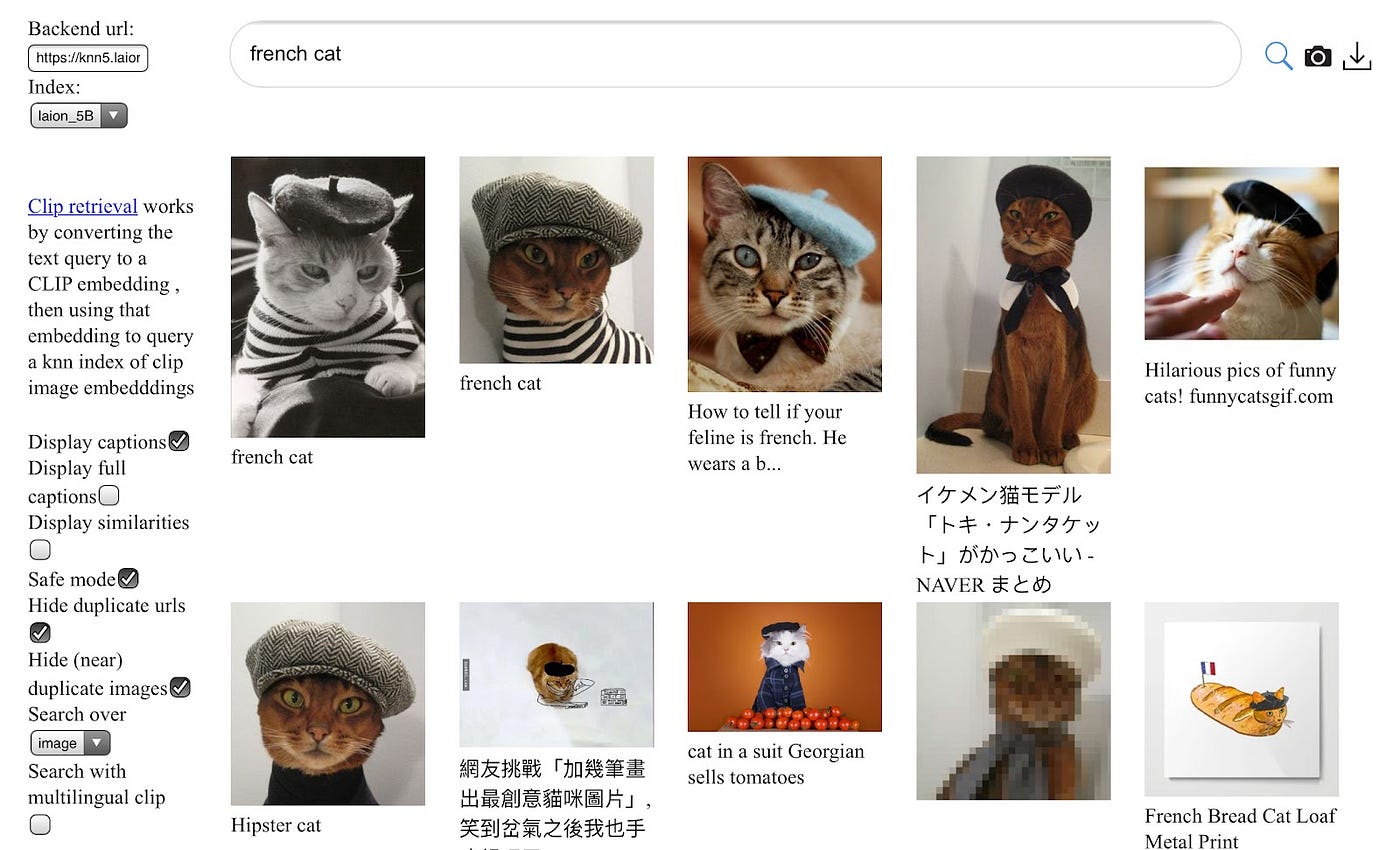 Backend url:
https://knn5.laior
Index:
laion_5B
french cat
Clip retrieval works
by converting the
text query to a
CLIP embedding ,
then using that
embedding to query
a knn index of clip
image embedddings
Display captions
Display full
captions
Display similarities
Safe mode
Hide duplicate urls
Hide (near)
duplicate images
Search over
image
Search with
multilingual clip
french cat
french cat
How to tell if your
feline is french. He
wears a b...
イケメン猫モデル
「トキ・ナンタケッ
ト」がかっこいい -
NAVER まとめ
Hilarious pics of funny
cats! funnycatsgif.com
Hipster cat
網友挑戰「加幾筆畫
出最創意貓咪圖片」,
笑到岔氣之後我也手
cat in a suit Georgian
sells tomatoes
French Bread Cat Loaf
Metal Print